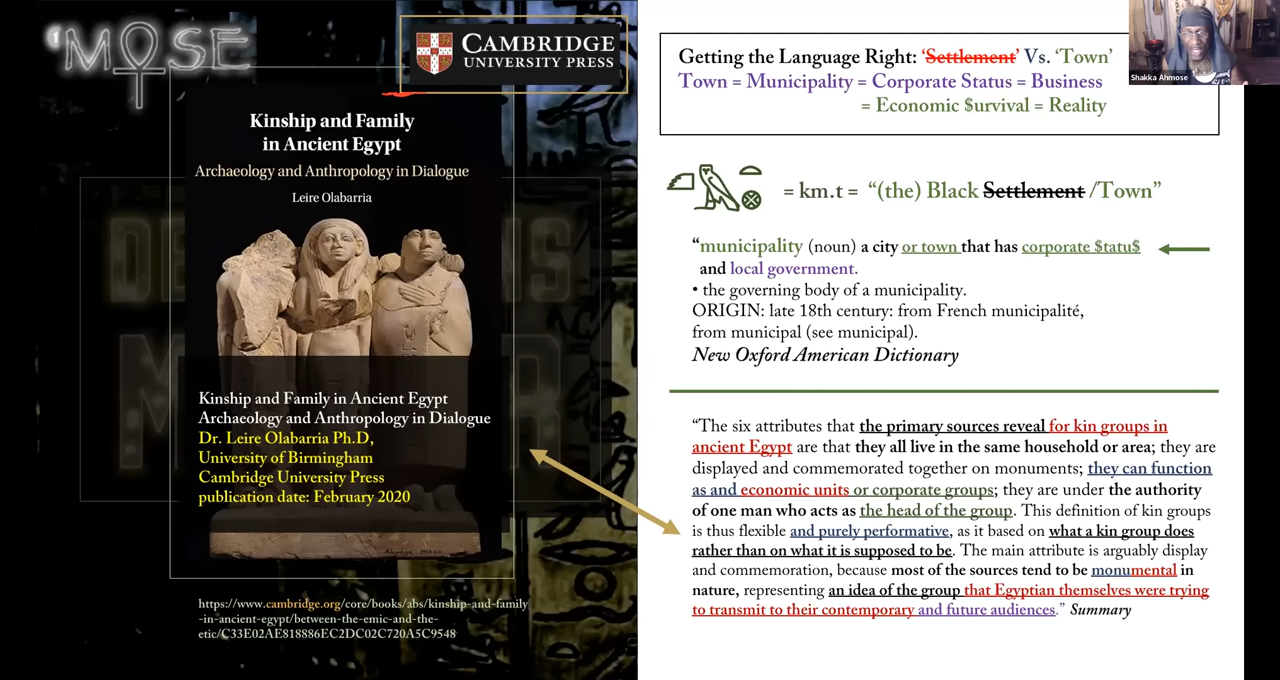 'MOSE
CAMBRIDGE
UNIVERSITY PRESS
Kinship and Family
in Ancient Egypt
Archaeology and Anthropology in Dialogue
Leire Olabarria
Kinship and Family in Ancient Egypt
Archaeology and Anthropology in Dialogue
Dr. Leire Olabarria Ph.D,
University of Birmingham
Cambridge University Press
publication date: February 2020
https://www.cambridge.org/core/books/abs/kinship-and-family
-in-ancient-egypt/between-the-emic-and-the-
etic/C33E02AE818886EC2DC02C720A5C9548
Getting the Language Right: 'Settlement' Vs. 'Town'
Town = Municipality = Corporate Status = Business
= Economic $urvival = Reality
Shakka Ahmose
= km.t = “(the) Black Settlement /Town”
“municipality (noun) a city or town that has corporate $tatu$
and local government.
• the governing body of a municipality.
ORIGIN: late 18th century: from French municipalité,
from municipal (see municipal).
New Oxford American Dictionary
“The six attributes that the primary sources reveal for kin groups in
ancient Egypt are that they all live in the same household or area; they are
displayed and commemorated together on monuments; they can function
as and economic units or corporate groups; they are under the authority
of one man who acts as the head of the group. This definition of kin groups
is thus flexible and purely performative, as it based on what a kin group does
rather than on what it is supposed to be. The main attribute is arguably display
and commemoration, because most of the sources tend to be monumental in
nature, representing an idea of the group that Egyptian themselves were trying
to transmit to their contemporary and future audiences.” Summary